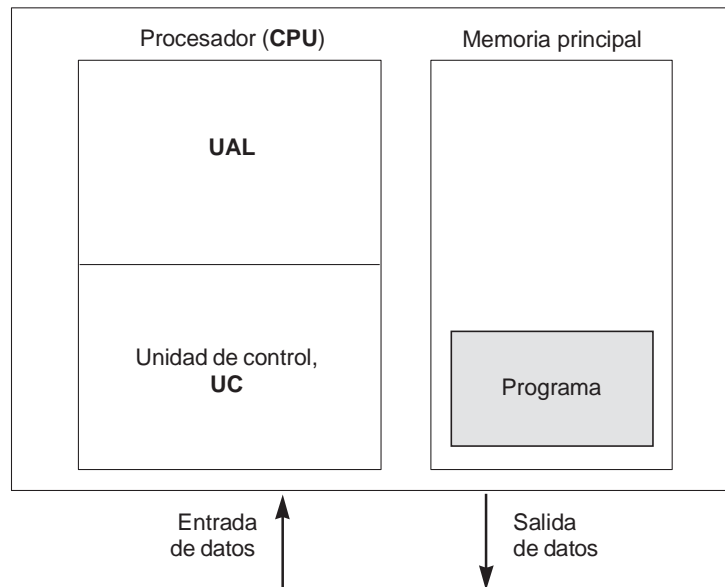 Procesador (CPU)
Memoria principal
UAL
Unidad de control,
UC
Programa
Entrada
de datos
Salida
de datos